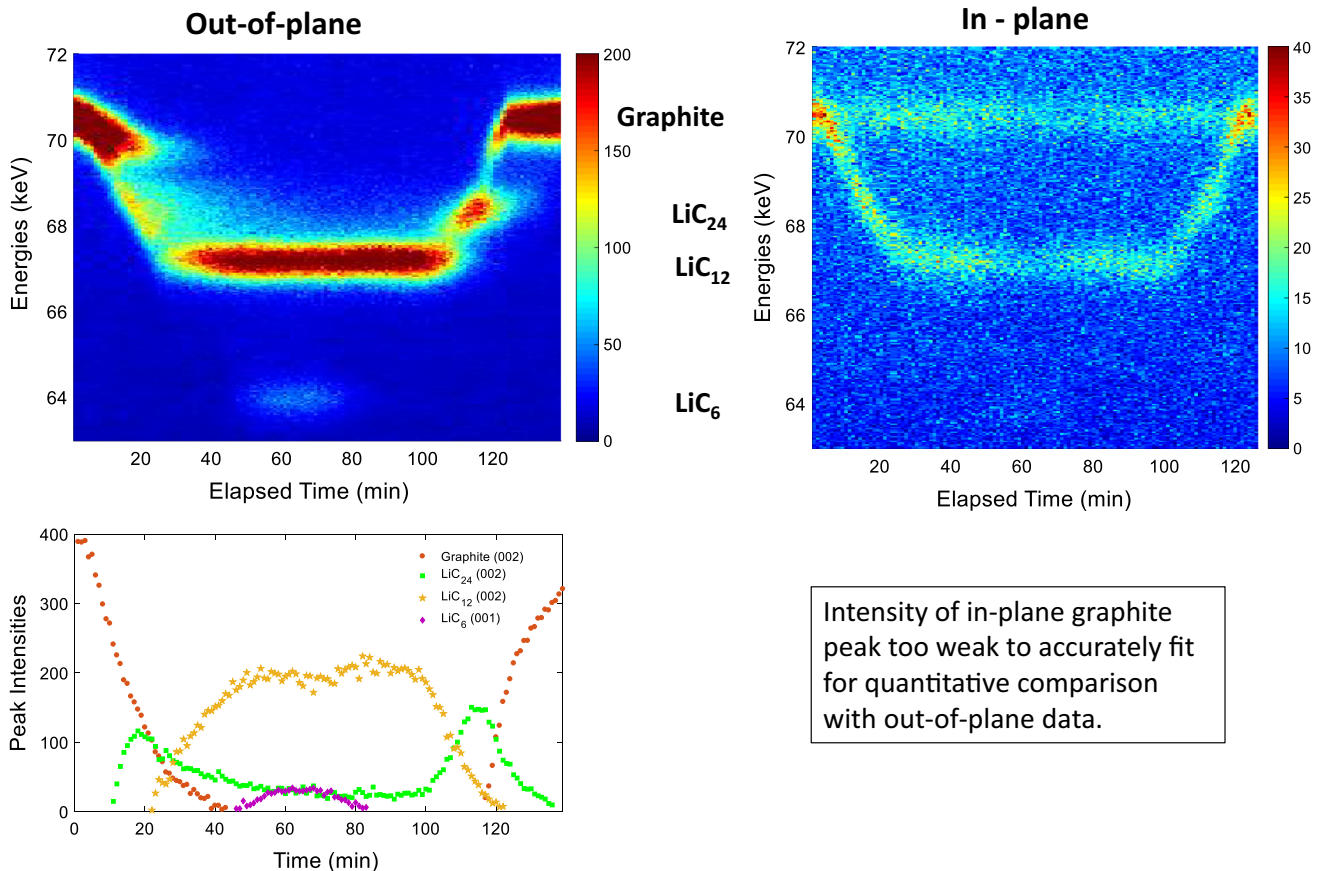 Out-of-plane
72
70
68
66
64
Energies (keV)
20
40
60
80
100
120
Elapsed Time (min)
200
150
100
50
0
Graphite
LiC24
LiC12
LiC6
In - plane
72
70
68
66
64
Energies (keV)
20
40
60
80
100
120
Elapsed Time (min)
40
35
30
25
20
15
10
5
0
400
300
200
100
0
Peak Intensities
0
20
40
60
80
100
120
Time (min)
Graphite (002)
LiC24 (002)
LiC12 (002)
LiC6 (001)
Intensity of in-plane graphite
peak too weak to accurately fit
for quantitative comparison
with out-of-plane data.